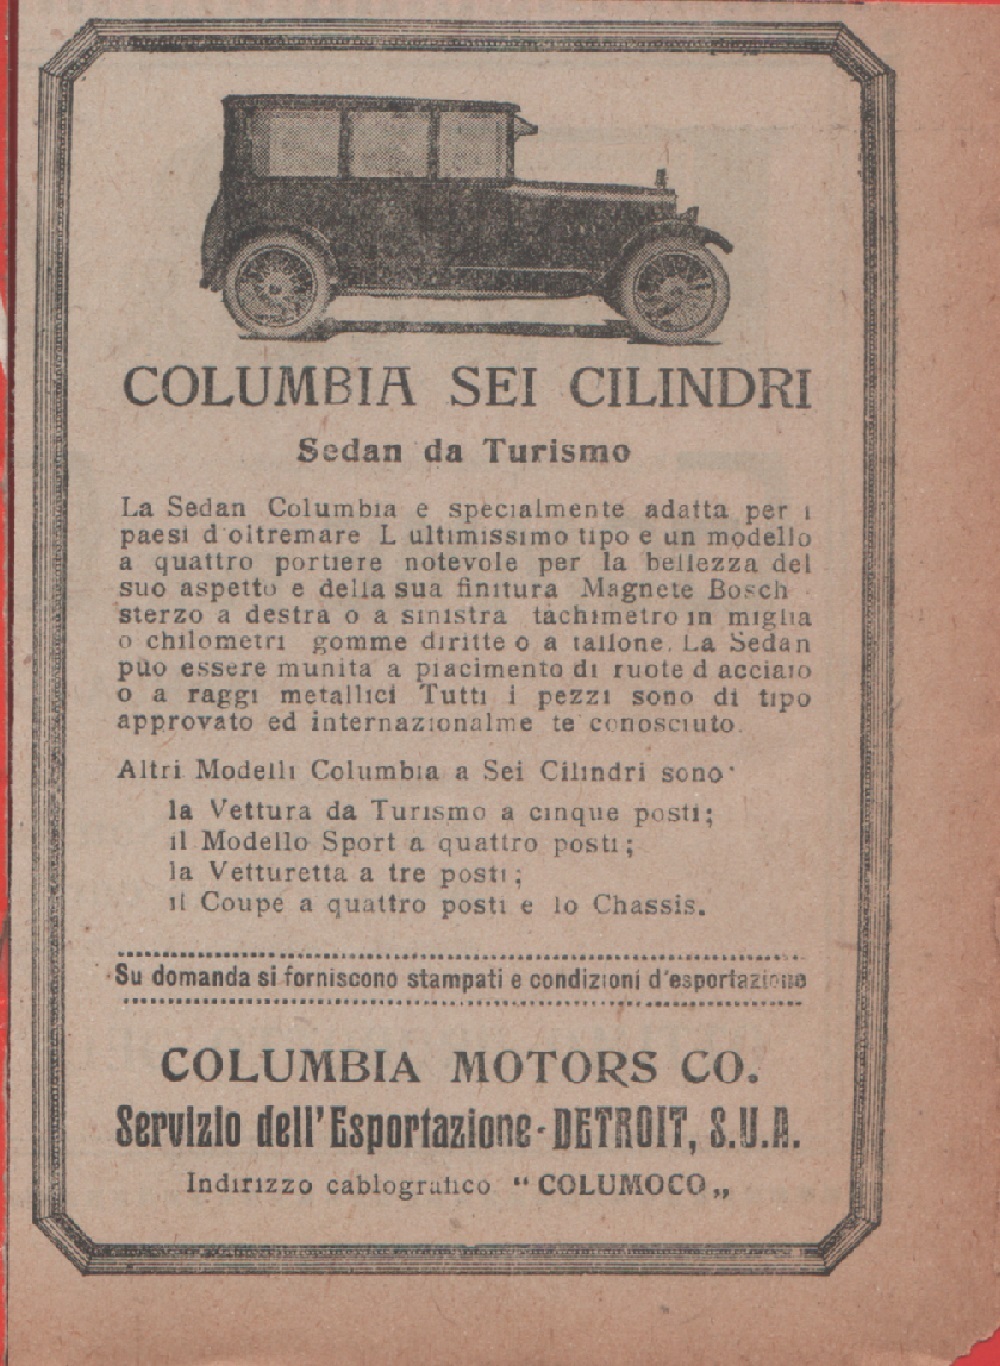 COLUMBIA SEI CILINDRI
Sedan da Turismo
La Sedan Columbia e specialmente adatta per i
paesi d'oltremare L ultimissimo tipo e un modello
a quattro portiere notevole per la bellezza del
suo aspetto e della sua finitura Magnete Bosch
sterzo a destra o a sinistra tachimetro in miglia
o chilometri gomme diritte o a tallone. La Sedan
può essere munita a piacimento di ruote d acciaio
o a raggi metallici Tutti i pezzi sono di tipo
approvato ed internazionalme te conosciuto.
Altri Modelli Columbia a Sei Cilindri sono·
la Vettura da Turismo a cinque posti;
il Modello Sport a quattro posti;
la Vetturetta a tre posti;
il Coupé a quattro posti e lo Chassis.
Su domanda si forniscono stampati e condizioni d'esportazione
COLUMBIA MOTORS CO.
Servizio dell'Esportazione - DETROIT, S.U.A.
Indirizzo cablografico “ COLUMOCO „